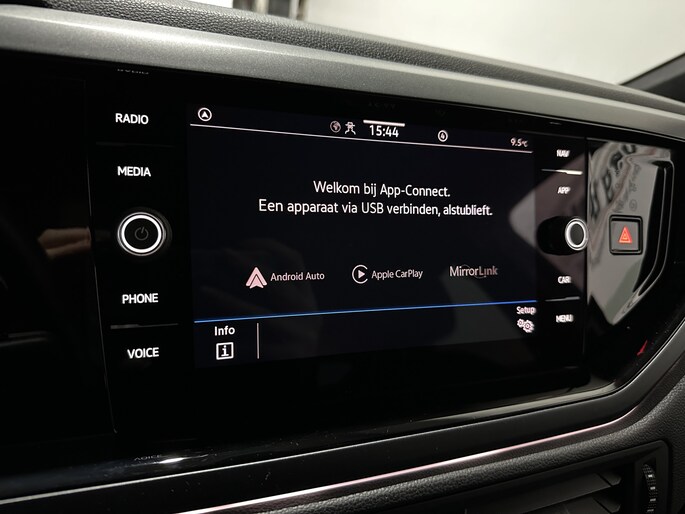 RADIO
MEDIA
PHONE
VOICE
15:44
9.5°C
Welkom bij App-Connect.
Een apparaat via USB verbinden, alstublieft.
Android Auto
Apple CarPlay
MirrorLink
Info
i
Setup
NAV
APP
CAR
MENU